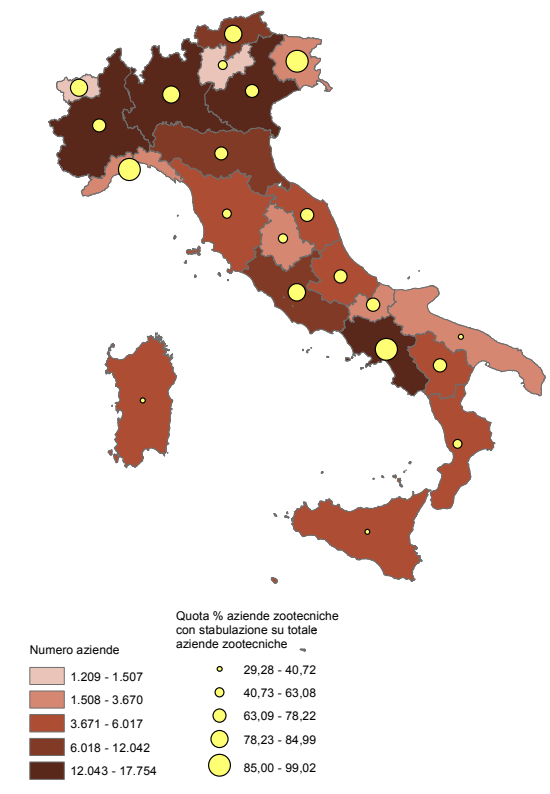 Quota % aziende zootecniche
con stabulazione su totale
aziende zootecniche
Numero aziende
1.209 - 1.507
1.508 - 3.670
3.671 - 6.017
6.018 - 12.042
12.043 - 17.754
29,28 - 40,72
40,73 - 63,08
63,09 - 78,22
78,23 - 84,99
85,00 - 99,02